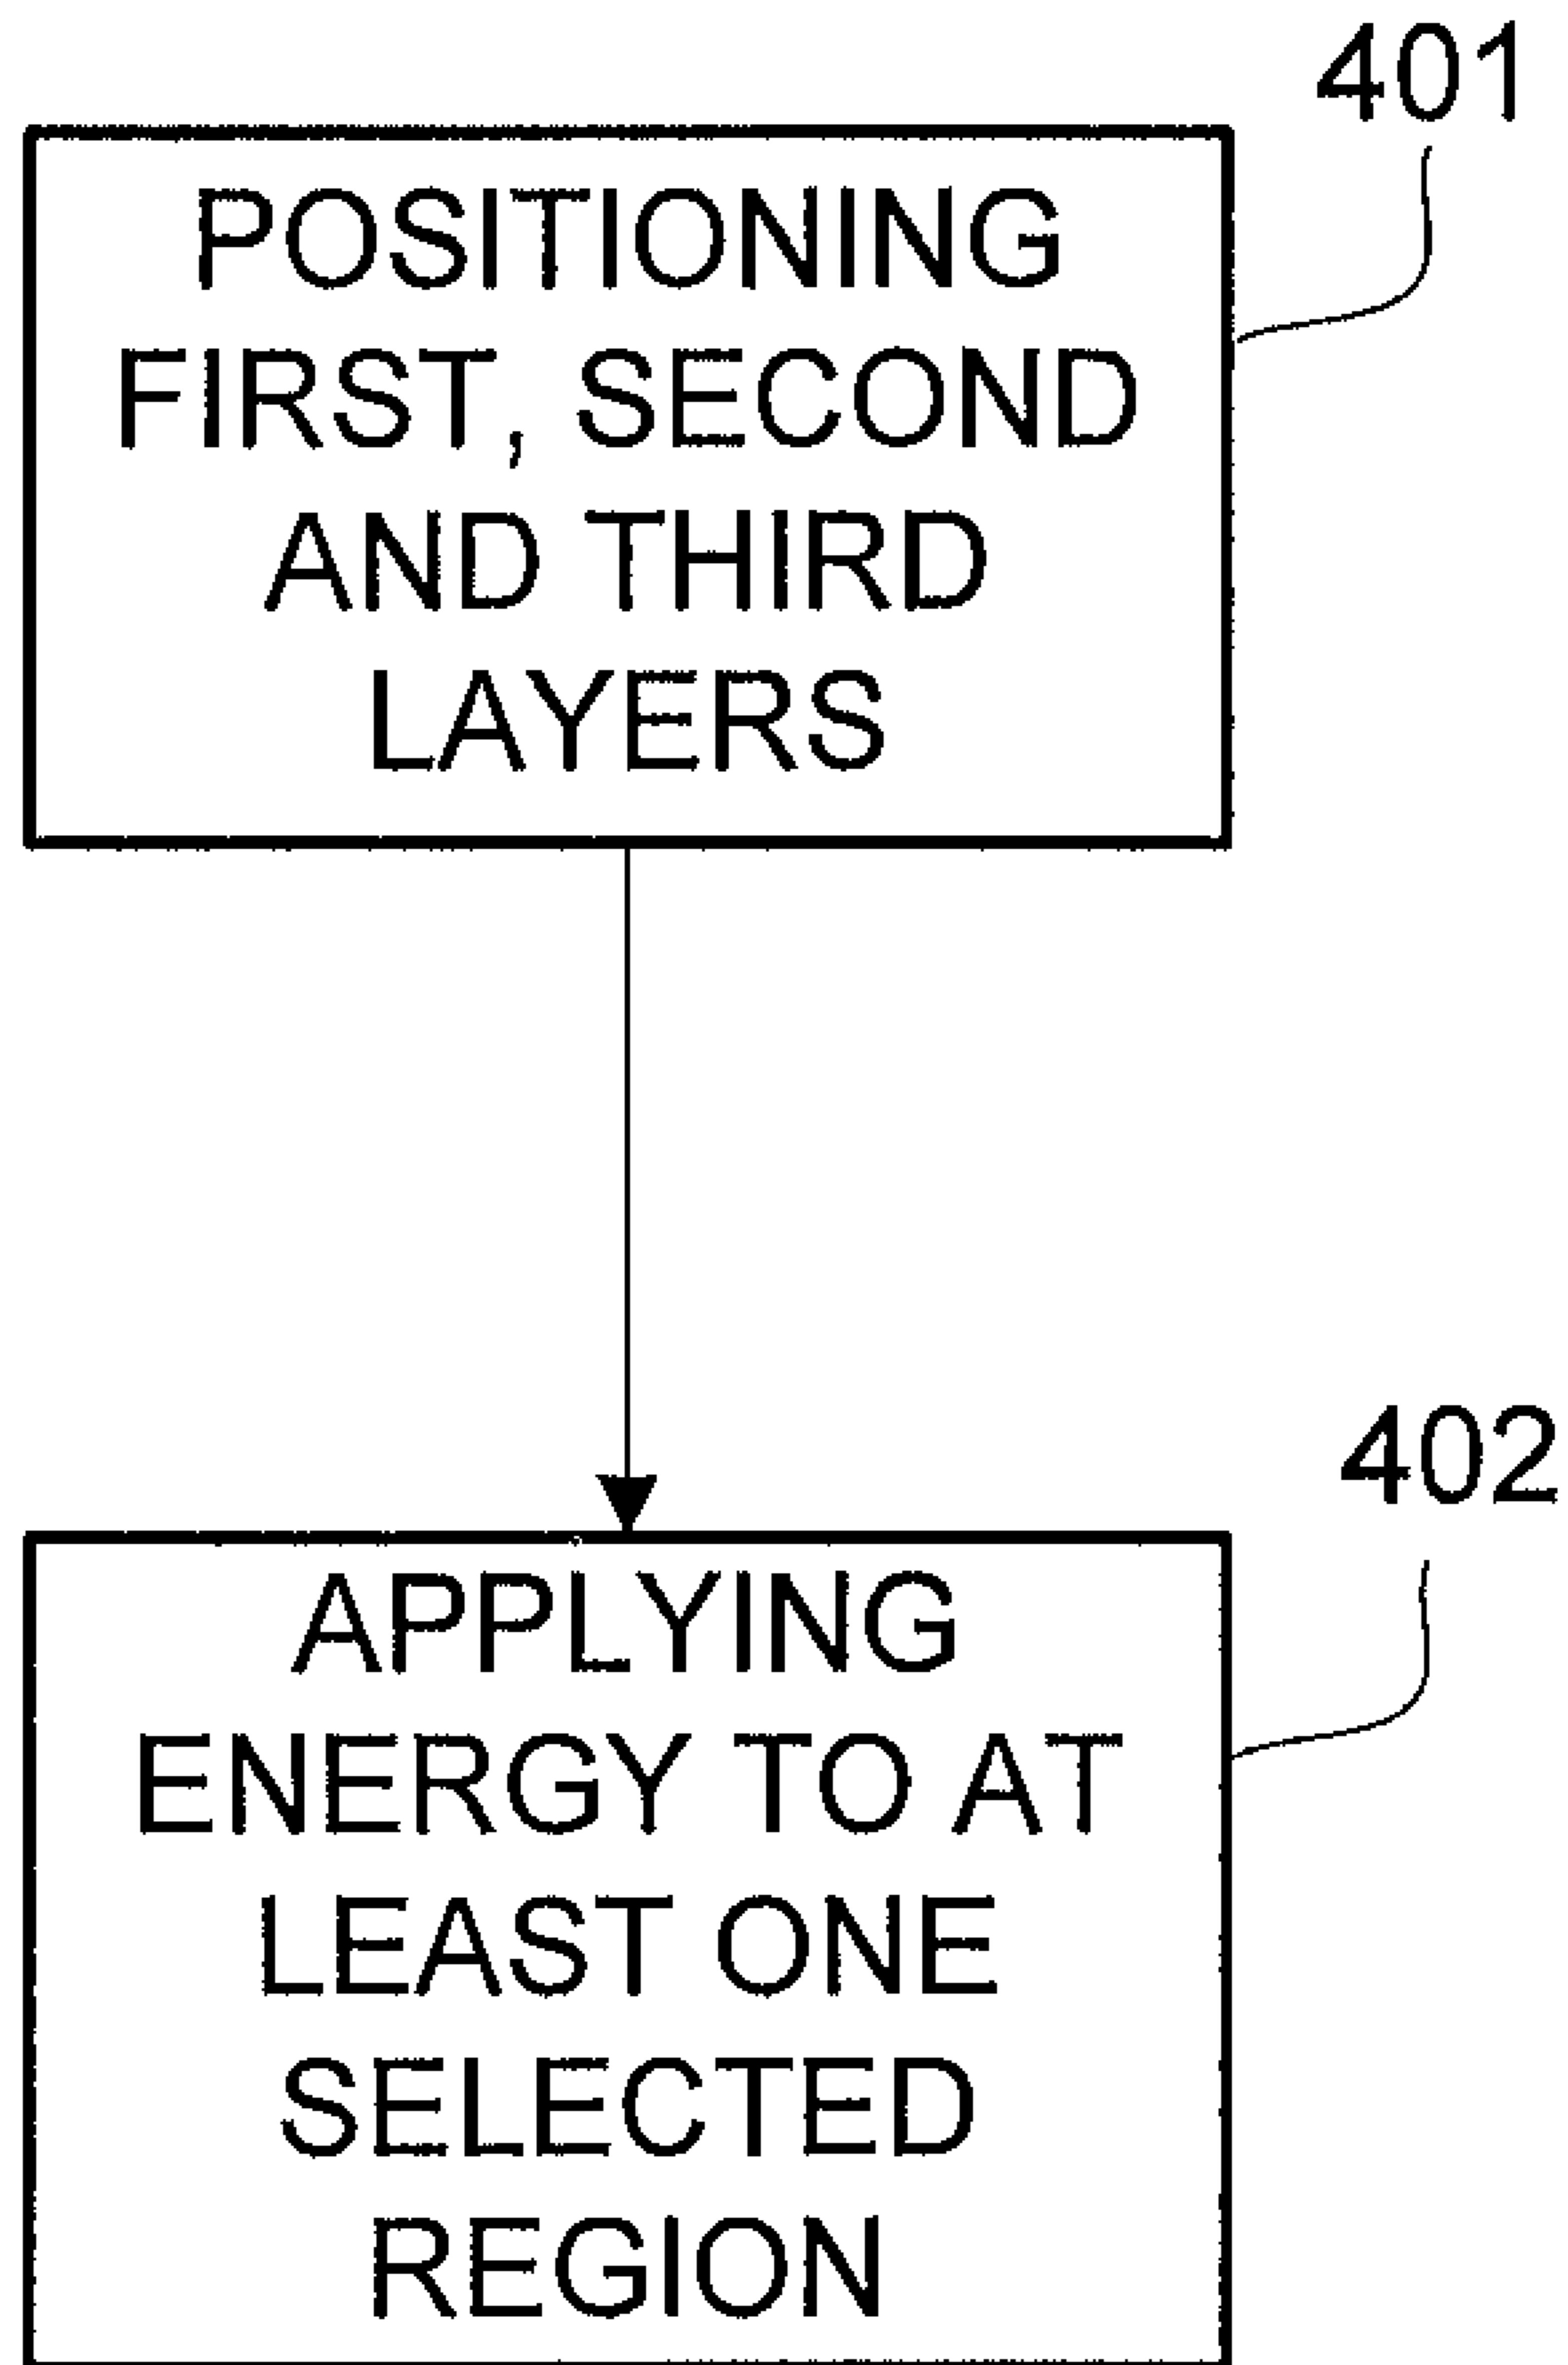 401
POSITIONING
FIRST, SECOND
AND THIRD
LAYERS
402
APPLYING
ENERGY TO AT
LEAST ONE
SELECTED
REGION